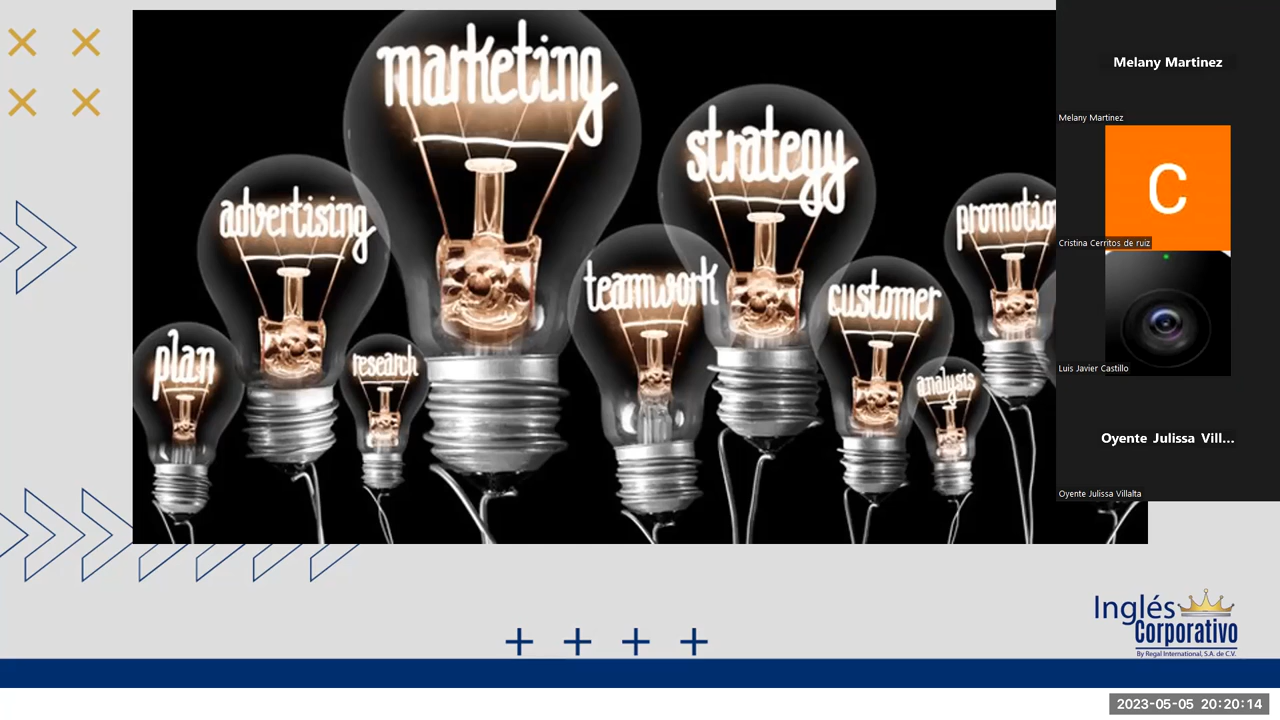 marketing
strategy
advertising
promotio
teamwork
customer
plan
research
analysis
Melany Martinez
Melany Martinez
C
Cristina Cerritos de ruiz
Luis Javier Castillo
Oyente Julissa Vill...
Oyente Julissa Villalta
Inglés
Corporativo
By Regal International, S.A. de C.V.
2023-05-05 20:20:14